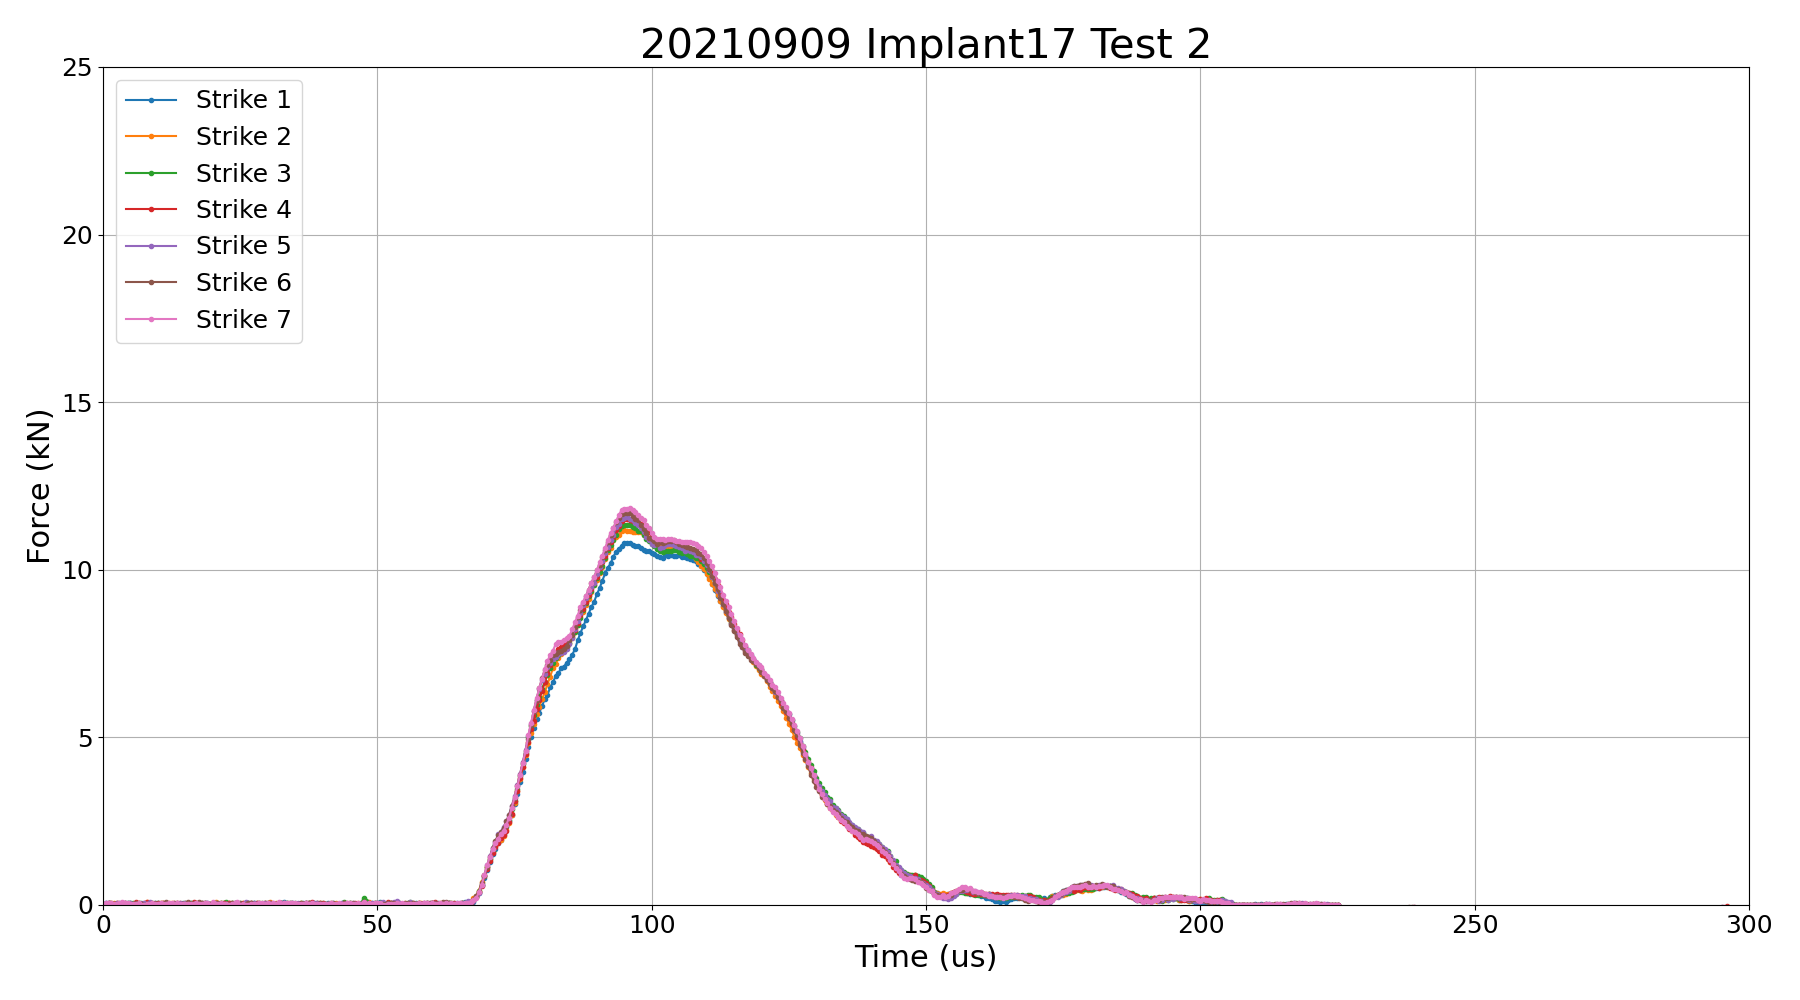 20210909 Implant17 Test 2
25
20
15
10
5
0
Force (kN)
Strike 1
Strike 2
Strike 3
Strike 4
Strike 5
Strike 6
Strike 7
0 50 100 150 200 250 300
Time (us)